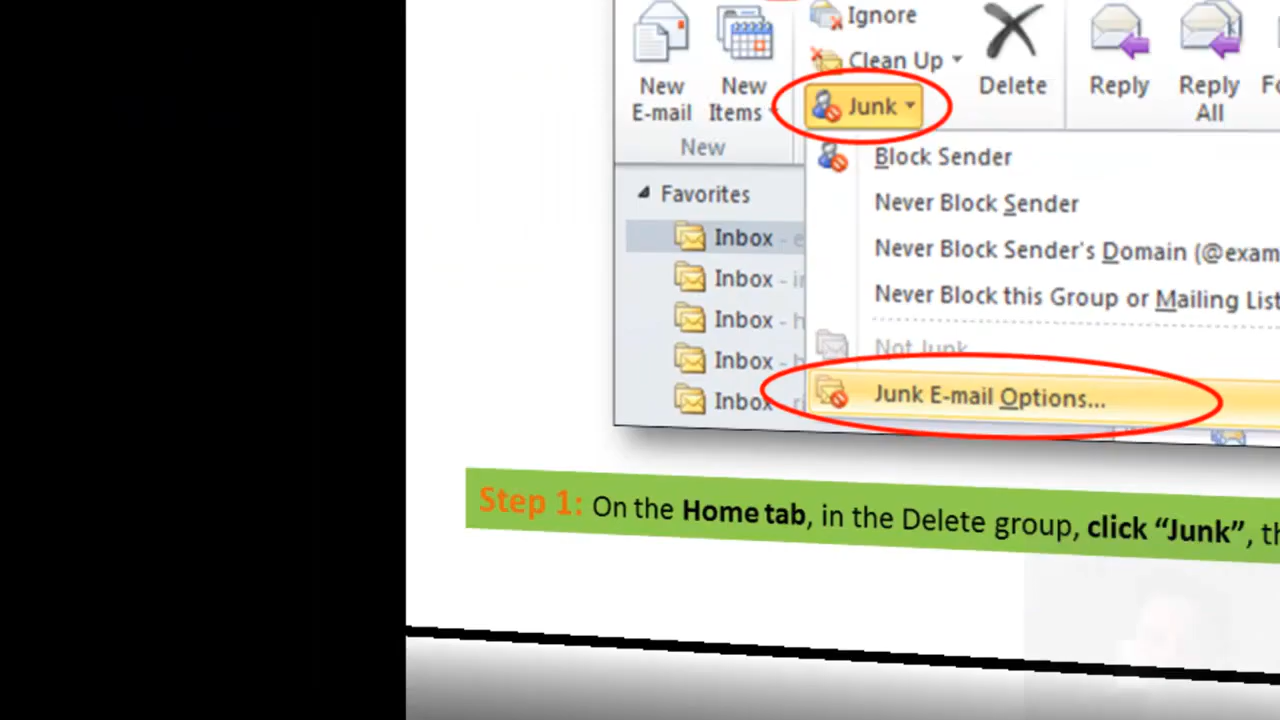 Ignore
Clean Up
Junk
Delete
Reply
Reply
All
New
E-mail
New
Items
New
Block Sender
Never Block Sender
Never Block Sender's Domain (@exam
Never Block this Group or Mailing List
Not Junk
Junk E-mail Options...
Favorites
Inbox -
Inbox -
Inbox -
Inbox -
Inbox
Step 1: On the Home tab, in the Delete group, click “Junk”, th